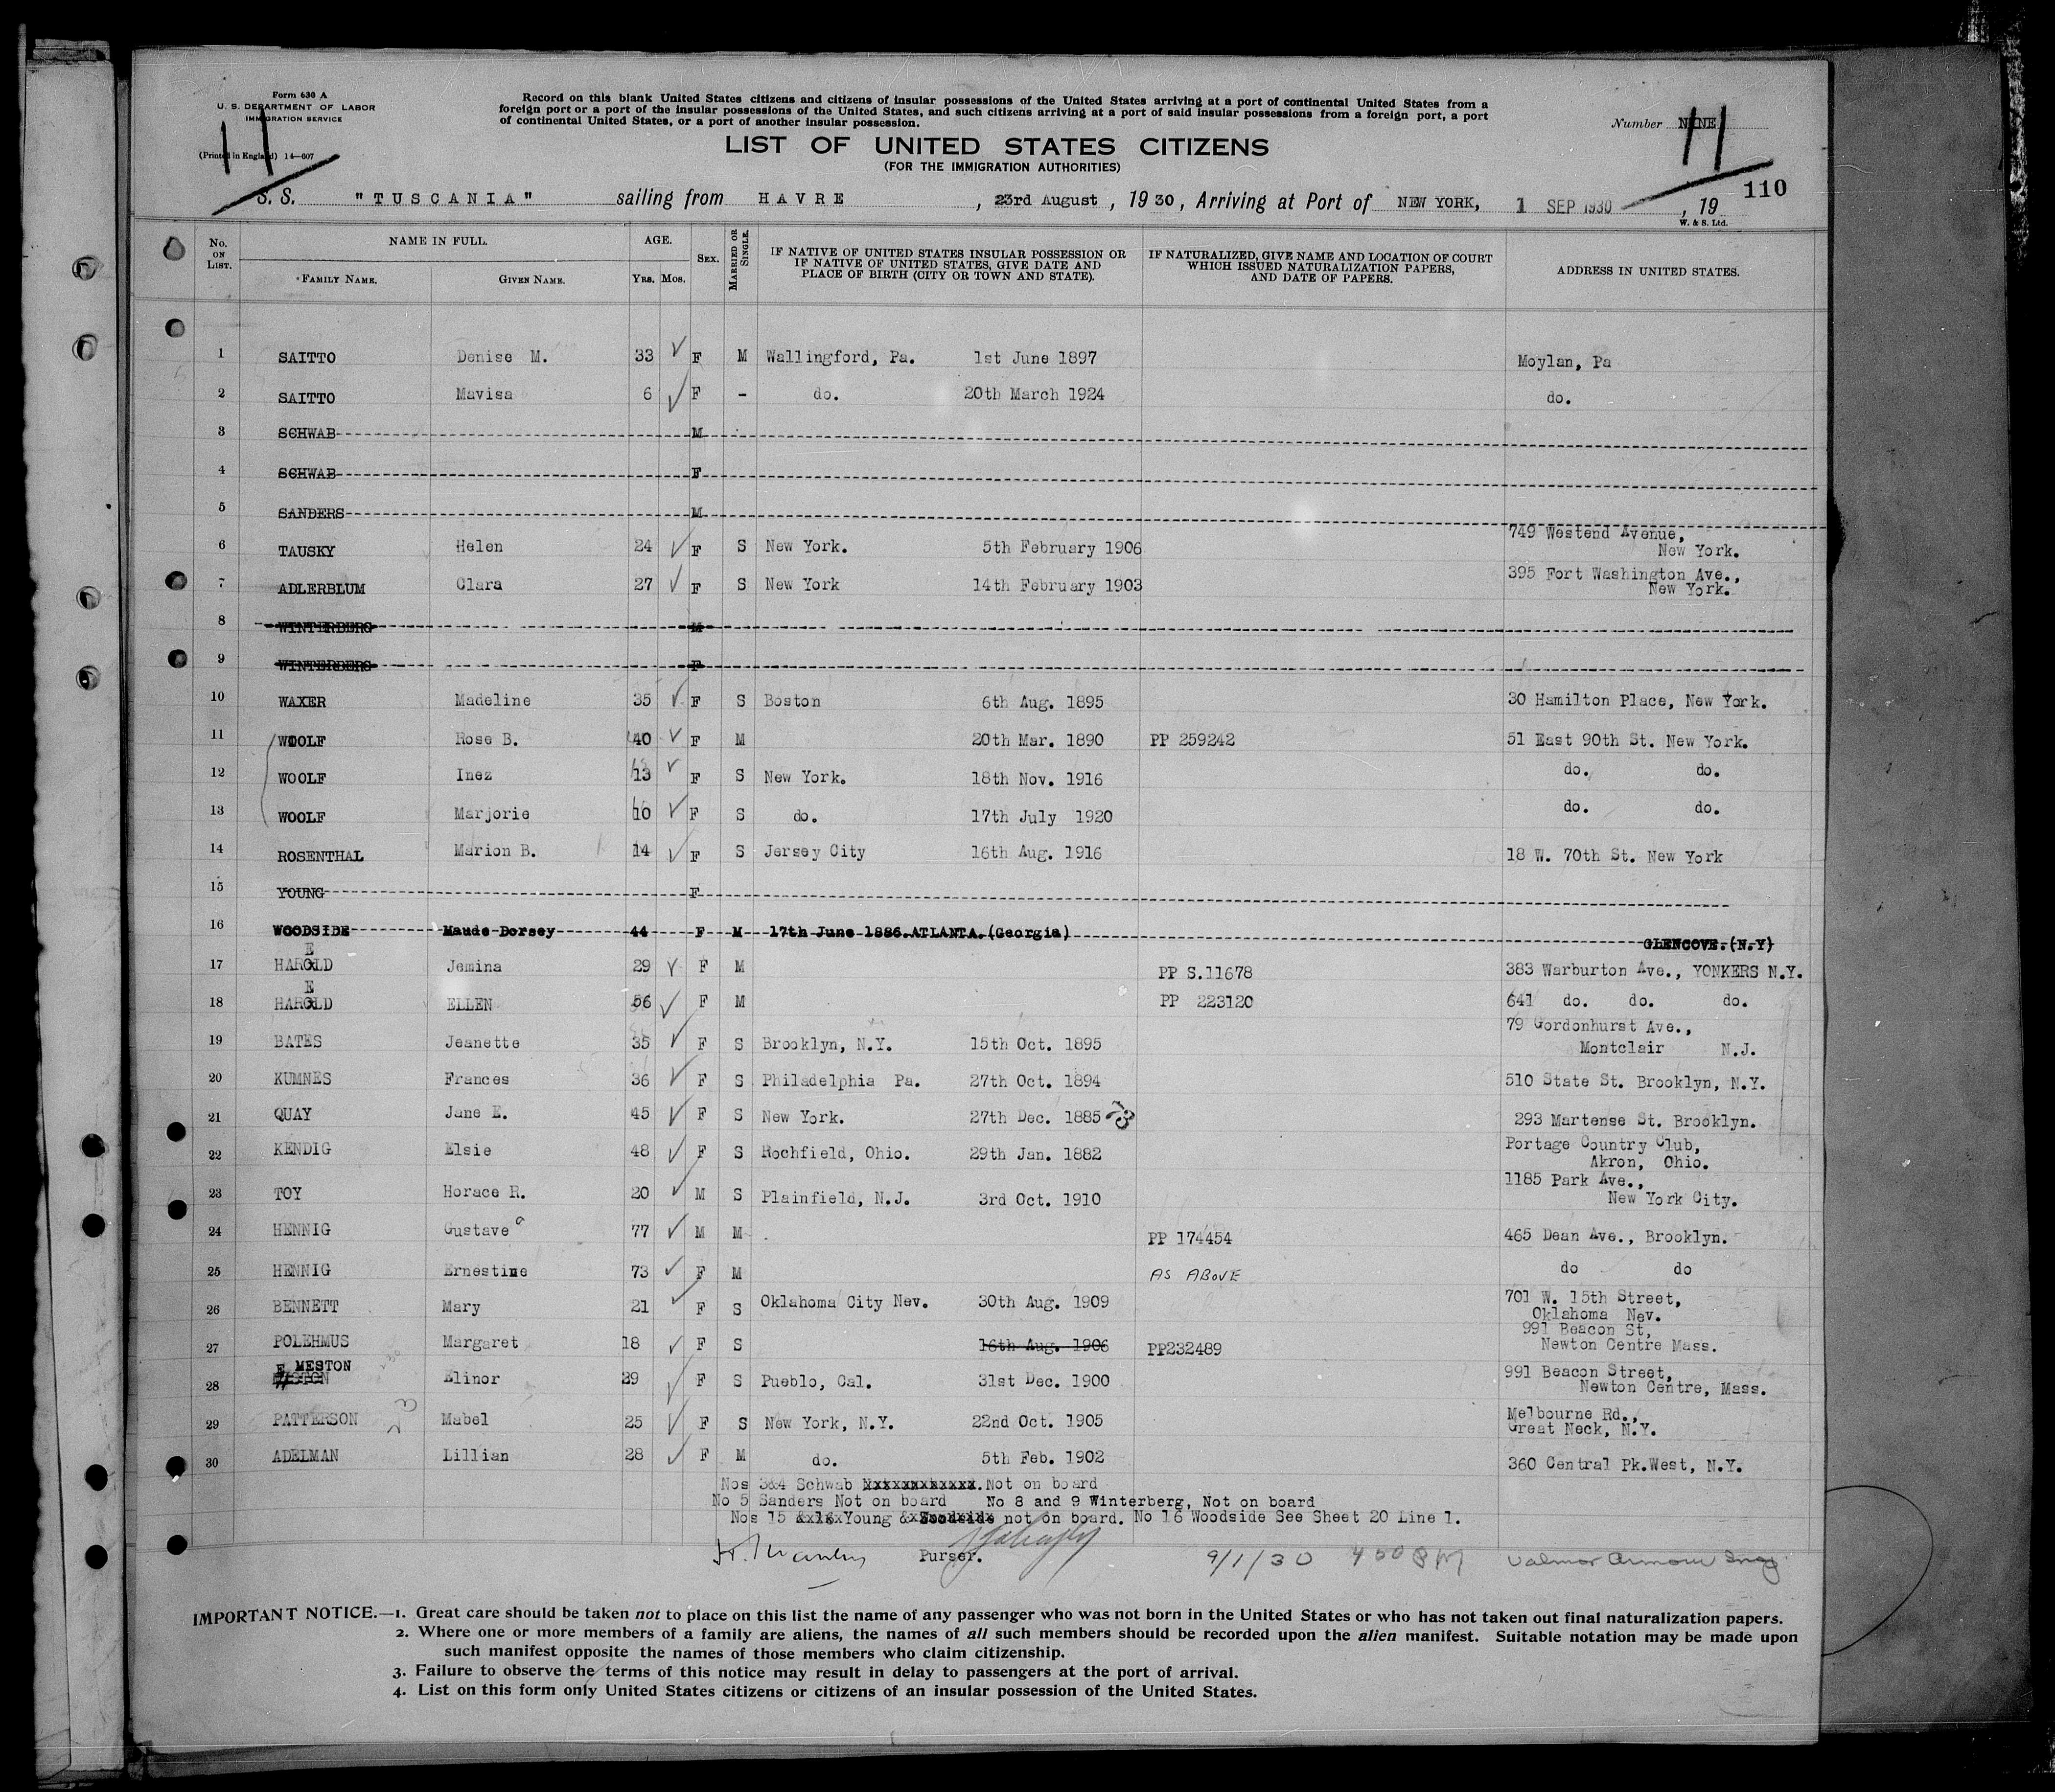 Form 630 A
U. S. DEPARTMENT OF LABOR
IMMIGRATION SERVICE
(Printed in England) 14—607
11
Record on this blank United States citizens and citizens of insular possessions of the United States arriving at a port of continental United States from a
foreign port or a port of the insular possessions of the United States, and such citizens arriving at a port of said insular possessions from a foreign port, a port
of continental United States, or a port of another insular possession.
Number NINE
11
LIST OF UNITED STATES CITIZENS
(FOR THE IMMIGRATION AUTHORITIES)
110
S. S. "TUSCANIA" sailing from HAVRE, 23rd August, 1930, Arriving at Port of NEW YORK, 1 SEP 1930, 19
W. & S. Ltd.
No. ON LIST. NAME IN FULL. FAMILY NAME. GIVEN NAME. AGE. YRS. MOS. SEX. MARRIED OR SINGLE. IF NATIVE OF UNITED STATES INSULAR POSSESSION OR IF NATIVE OF UNITED STATES, GIVE DATE AND PLACE OF BIRTH (CITY OR TOWN AND STATE). IF NATURALIZED, GIVE NAME AND LOCATION OF COURT WHICH ISSUED NATURALIZATION PAPERS, AND DATE OF PAPERS. ADDRESS IN UNITED STATES.
1 SAITTO Denise M. 33 F M Wallingford, Pa. 1st June 1897 Moylan, Pa
2 SAITTO Mavisa 6 F - do. 20th March 1924 do.
3 SCHWAB M
4 SCHWAB F
5 SANDERS M
6 TAUSKY Helen 24 F S New York. 5th February 1906 749 Westend Avenue, New York.
7 ADLERBLUM Clara 27 F S New York 14th February 1903 395 Fort Washington Ave., New York.
8 WINTERBERG M
9 WINTERBERG F
10 WAXER Madeline 35 F S Boston 6th Aug. 1895 30 Hamilton Place, New York.
11 WOOLF Rose B. 40 F M 20th Mar. 1890 PP 259242 51 East 90th St. New York.
12 WOOLF Inez 13 F S New York. 18th Nov. 1916 do. do.
13 WOOLF Marjorie 10 F S do. 17th July 1920 do. do.
14 ROSENTHAL Marion B. 14 F S Jersey City 16th Aug. 1916 18 W. 70th St. New York
15 YOUNG F
16 WOODSIDE Maude Dorsey 44 F M 17th June 1886 ATLANTA.(Georgia) GLENCOVE.(N.Y)
E
17 HAROLD Jemina 29 F M PP S.11678 383 Warburton Ave., YONKERS N.Y.
E
18 HAROLD ELLEN 56 F M PP 223120 641 do. do. do.
19 BATES Jeanette 35 F S Brooklyn, N.Y. 15th Oct. 1895 79 Gordonhurst Ave., Montclair N.J.
20 KUMNES Frances 36 F S Philadelphia Pa. 27th Oct. 1894 510 State St. Brooklyn, N.Y.
21 QUAY Jane E. 45 F S New York. 27th Dec. 1885 293 Martense St. Brooklyn.
22 KENDIG Elsie 48 F S Rochfield, Ohio. 29th Jan. 1882 Portage Country Club, Akron, Ohio.
23 TOY Horace R. 20 M S Plainfield, N.J. 3rd Oct. 1910 1185 Park Ave., New York City.
24 HENNIG Gustave 77 M M PP 174454 465 Dean Ave., Brooklyn.
25 HENNIG Ernestine 73 F M AS ABOVE do do
26 BENNETT Mary 21 F S Oklahoma City Nev. 30th Aug. 1909 701 W. 15th Street, Oklahoma Nev.
27 POLEHMUS Margaret 18 F S 16th Aug. 1906 PP232489 991 Beacon St, Newton Centre Mass.
E MESTON
28 Elinor 29 F S Pueblo, Cal. 31st Dec. 1900 991 Beacon Street, Newton Centre, Mass.
29 PATTERSON Mabel 25 F S New York, N.Y. 22nd Oct. 1905 Melbourne Rd., Great Neck, N.Y.
30 ADELMAN Lillian 28 F M do. 5th Feb. 1902 360 Central Pk.West, N.Y.
Nos 3&4 Schwab xxxxxxxxxxxx. Not on board
No 5 Sanders Not on board No 8 and 9 Winterberg, Not on board
Nos 15 Young & Woodside not on board. No 16 Woodside See Sheet 20 Line 1.
Purser.
9/1/30 4 50 PM
IMPORTANT NOTICE.—1. Great care should be taken not to place on this list the name of any passenger who was not born in the United States or who has not taken out final naturalization papers.
2. Where one or more members of a family are aliens, the names of all such members should be recorded upon the alien manifest. Suitable notation may be made upon
such manifest opposite the names of those members who claim citizenship.
3. Failure to observe the terms of this notice may result in delay to passengers at the port of arrival.
4. List on this form only United States citizens or citizens of an insular possession of the United States.